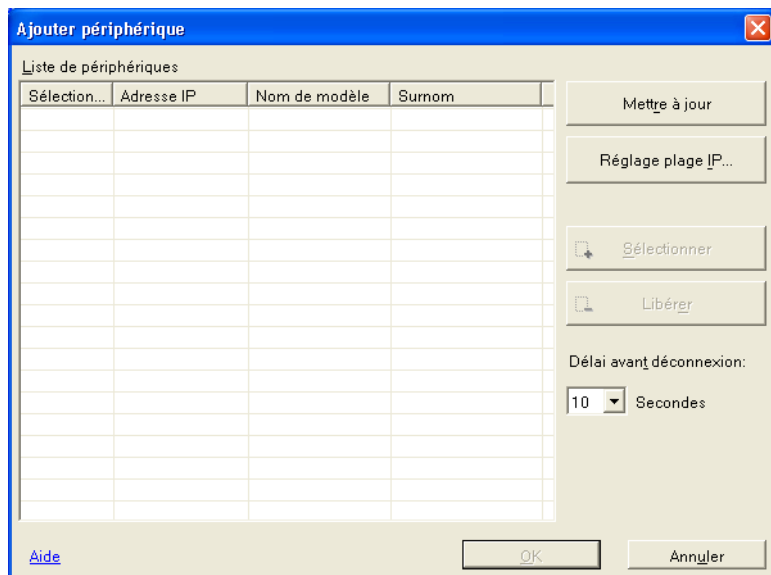 Ajouter périphérique
Liste de périphériques
Sélection... Adresse IP Nom de modèle Surnom
Mettre à jour
Réglage plage IP...
Sélectionner
Libérer
Délai avant déconnexion:
10 Secondes
Aide OK Annuler